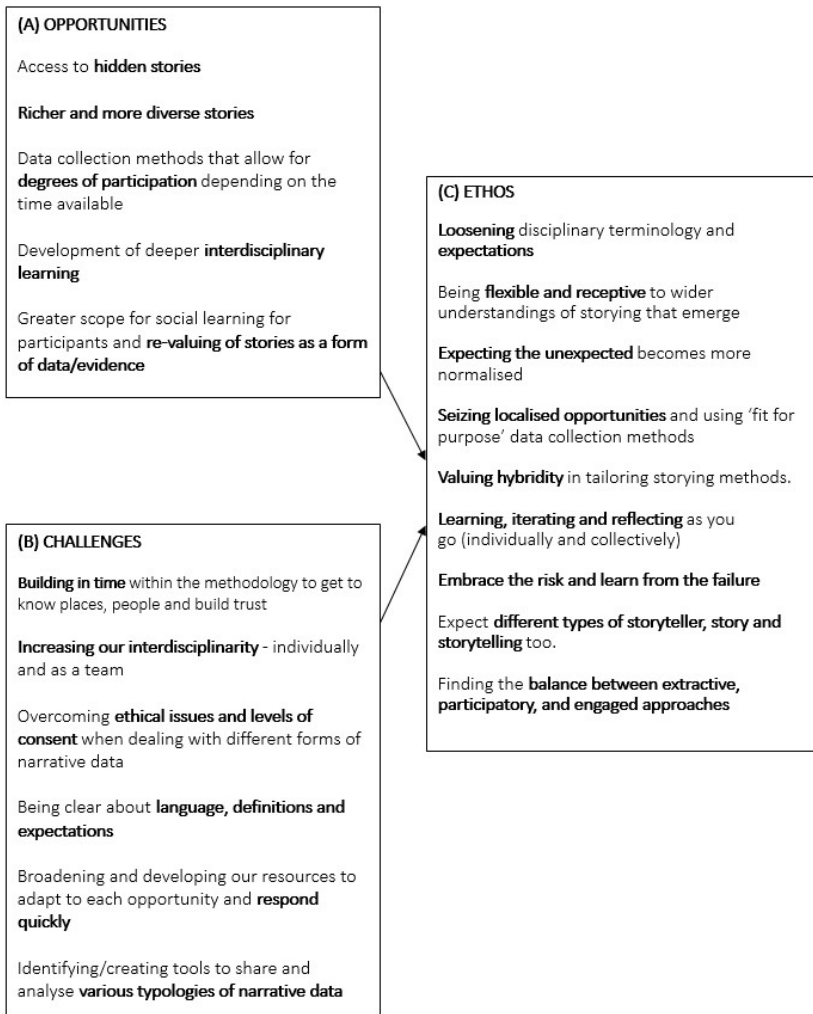 (A) OPPORTUNITIES
Access to hidden stories
Richer and more diverse stories
Data collection methods that allow for
degrees of participation depending on the
time available
Development of deeper interdisciplinary
learning
Greater scope for social learning for
participants and re-valuing of stories as a form
of data/evidence
(B) CHALLENGES
Building in time within the methodology to get to
know places, people and build trust
Increasing our interdisciplinarity - individually
and as a team
Overcoming ethical issues and levels of
consent when dealing with different forms of
narrative data
Being clear about language, definitions and
expectations
Broadening and developing our resources to
adapt to each opportunity and respond
quickly
Identifying/creating tools to share and
analyse various typologies of narrative data
(C) ETHOS
Loosening disciplinary terminology and
expectations
Being flexible and receptive to wider
understandings of storying that emerge
Expecting the unexpected becomes more
normalised
Seizing localised opportunities and using ‘fit for
purpose’ data collection methods
Valuing hybridity in tailoring storying methods.
Learning, iterating and reflecting as you
go (individually and collectively)
Embrace the risk and learn from the failure
Expect different types of storyteller, story and
storytelling too.
Finding the balance between extractive,
participatory, and engaged approaches